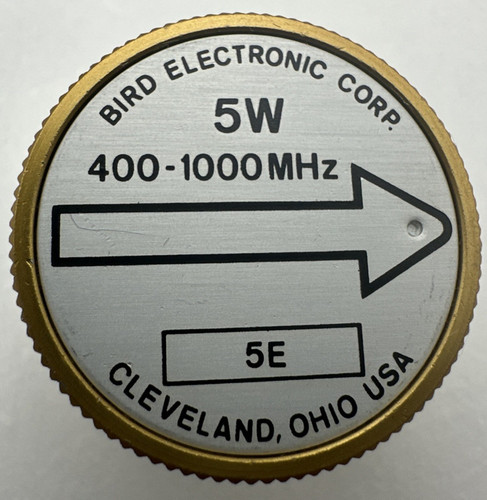 BIRD ELECTRONIC CORP.
5W
400-1000MHz
5E
CLEVELAND, OHIO USA